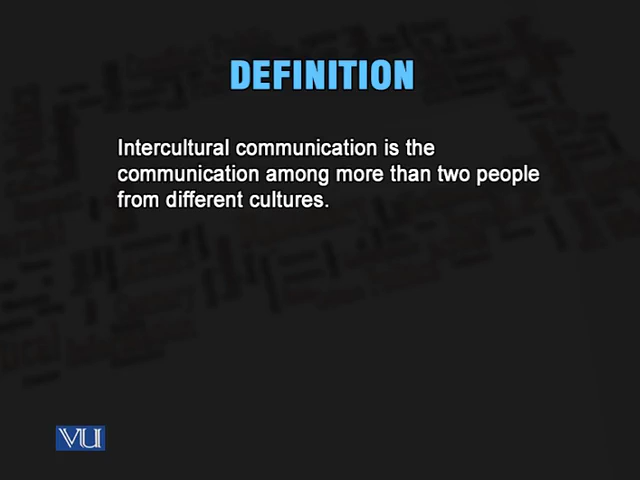 DEFINITION
Intercultural communication is the
communication among more than two people
from different cultures.
VU